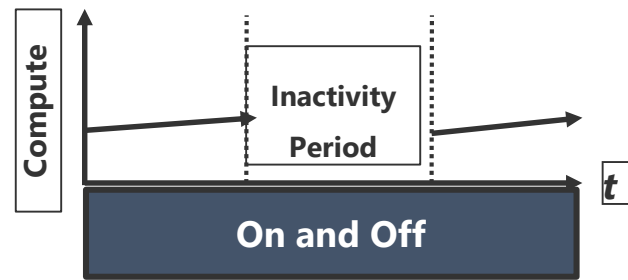 Compute
Inactivity
Period
t
On and Off